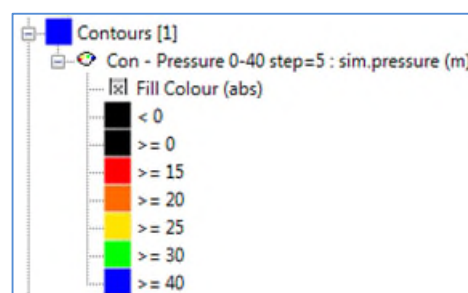 Contours [1]
Con - Pressure 0-40 step=5 : sim.pressure (m)
Fill Colour (abs)
< 0
>= 0
>= 15
>= 20
>= 25
>= 30
>= 40